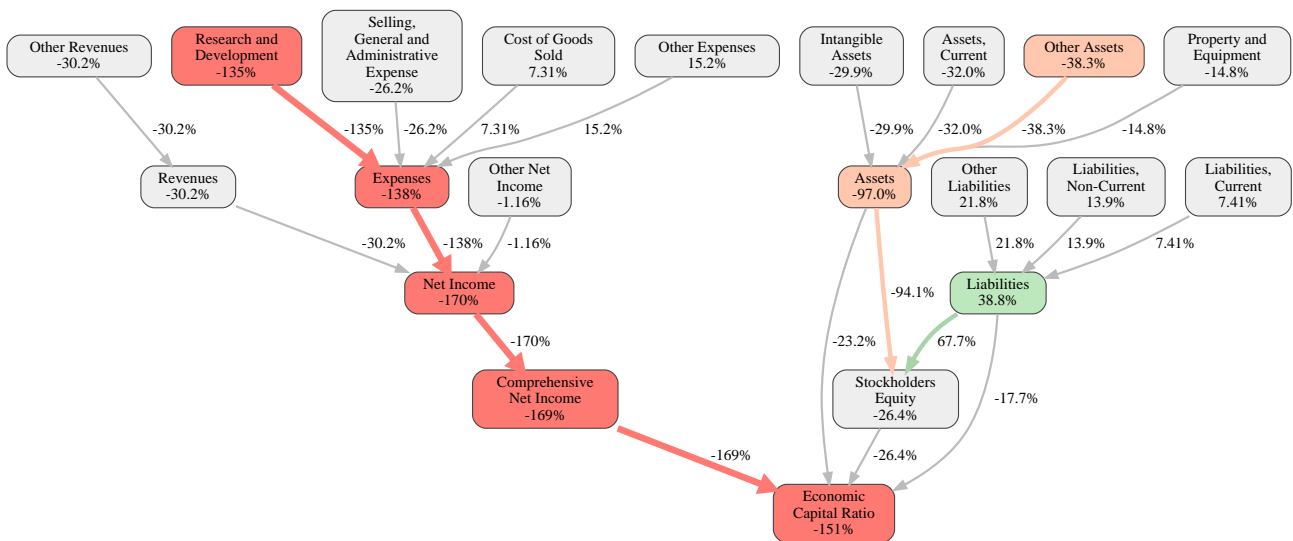 Other Revenues
-30.2%
Research and
Development
-135%
Selling,
General and
Administrative
Expense
-26.2%
Cost of Goods
Sold
7.31%
Other Expenses
15.2%
Intangible
Assets
-29.9%
Assets,
Current
-32.0%
Other Assets
-38.3%
Property and
Equipment
-14.8%
-30.2%
-135%
-26.2%
7.31%
15.2%
-29.9%
-32.0%
-38.3%
-14.8%
Revenues
-30.2%
Expenses
-138%
Other Net
Income
-1.16%
Assets
-97.0%
Other
Liabilities
21.8%
Liabilities,
Non-Current
13.9%
Liabilities,
Current
7.41%
-30.2%
-138%
-1.16%
21.8%
13.9%
7.41%
Net Income
-170%
-94.1%
Liabilities
38.8%
-170%
-23.2%
67.7%
Comprehensive
Net Income
-169%
Stockholders
Equity
-26.4%
-17.7%
-169%
-26.4%
Economic
Capital Ratio
-151%